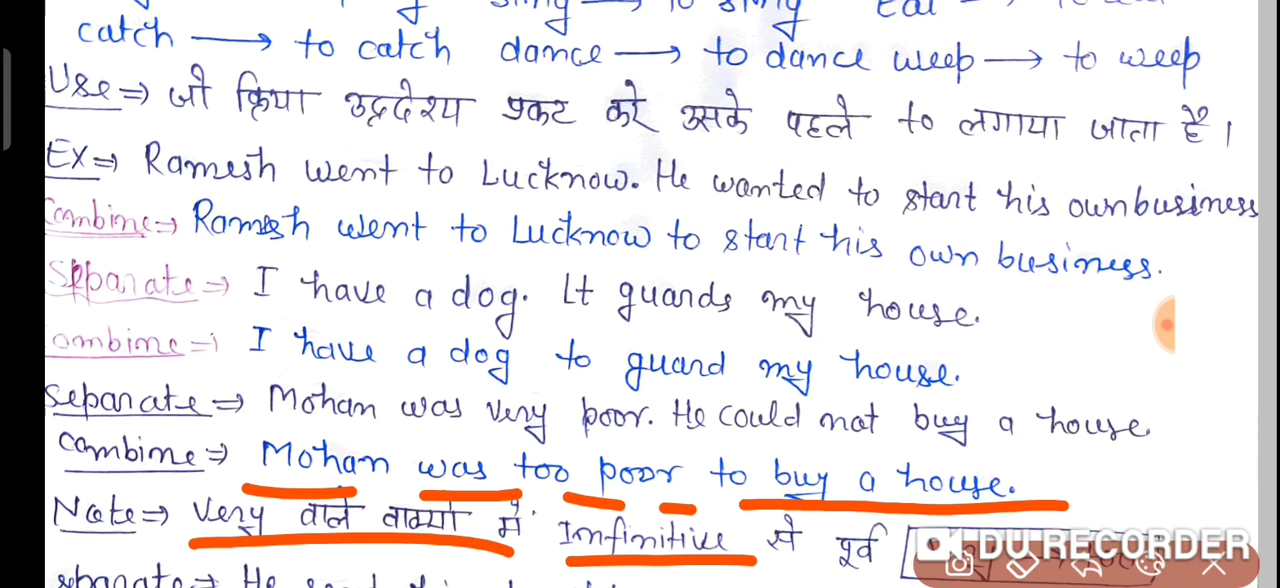 catch → to catch dance → to dance weep → to weep
Use ⇒ जो क्रिया उद्देश्य प्रकट करे उसके पहले to लगाया जाता है।
Ex ⇒ Ramesh went to Lucknow. He wanted to start his own business
Combine ⇒ Ramesh went to Lucknow to start his own business.
Separate ⇒ I have a dog. It guards my house.
ombine ⇒ I have a dog to guard my house.
Separate ⇒ Mohan was very poor. He could not buy a house
Combine ⇒ Mohan was too poor to buy a house.
Note ⇒ very वाले वाक्यों में Infinitive से पूर्व
DU RECORDER